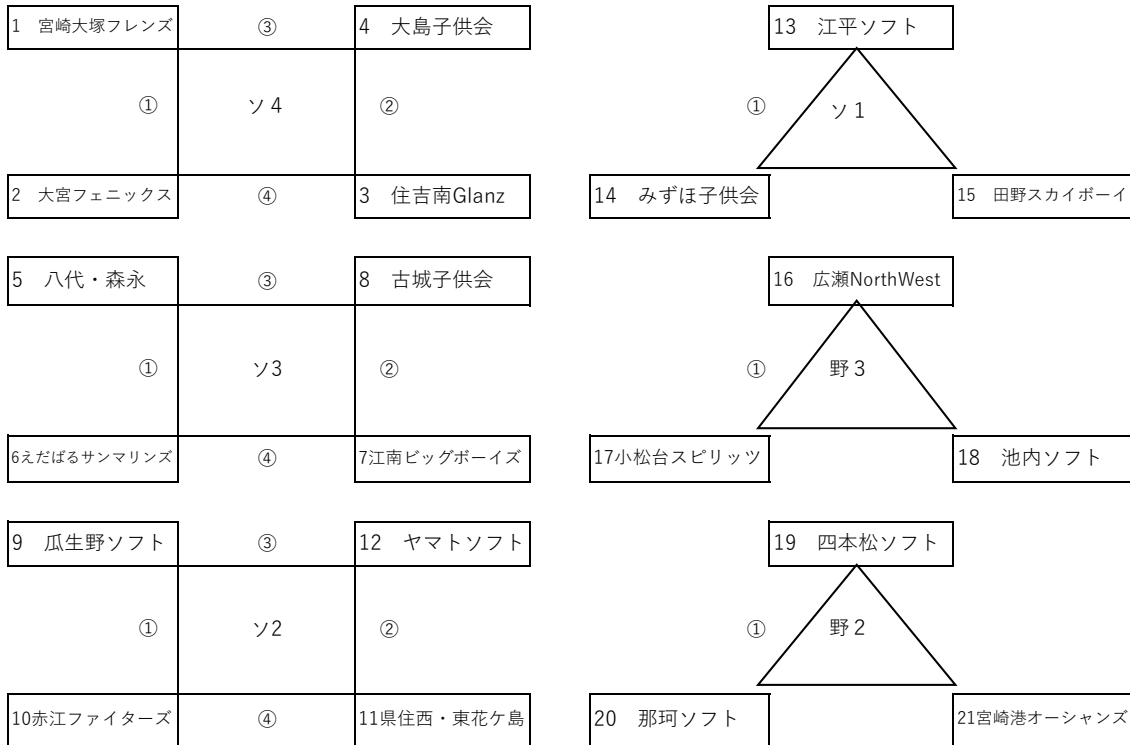 1　宮崎大塚フレンズ　③　4　大島子供会
①　ソ４　②
2　大宮フェニックス　④　3　住吉南Glanz
13　江平ソフト
①　ソ１
14　みずほ子供会　15　田野スカイボーイ
5　八代・森永　③　8　古城子供会
①　ソ3　②
6えだばるサンマリンズ　④　7江南ビッグボーイズ
16　広瀬NorthWest
①　野３
17小松台スピリッツ　18　池内ソフト
9　瓜生野ソフト　③　12　ヤマトソフト
①　ソ2　②
10赤江ファイターズ　④　11県住西・東花ケ島
19　四本松ソフト
①　野２
20　那珂ソフト　21宮崎港オーシャンズ